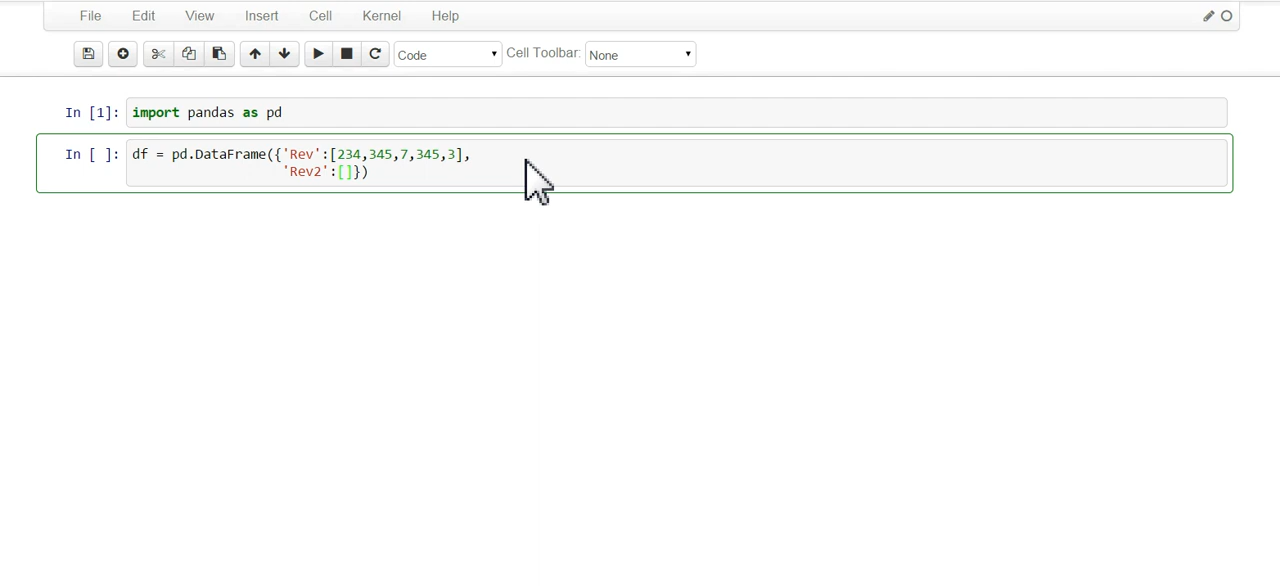 File Edit View Insert Cell Kernel Help
Code Cell Toolbar: None
In [1]: import pandas as pd
In [ ]: df = pd.DataFrame({'Rev':[234,345,7,345,3],
'Rev2':[]})